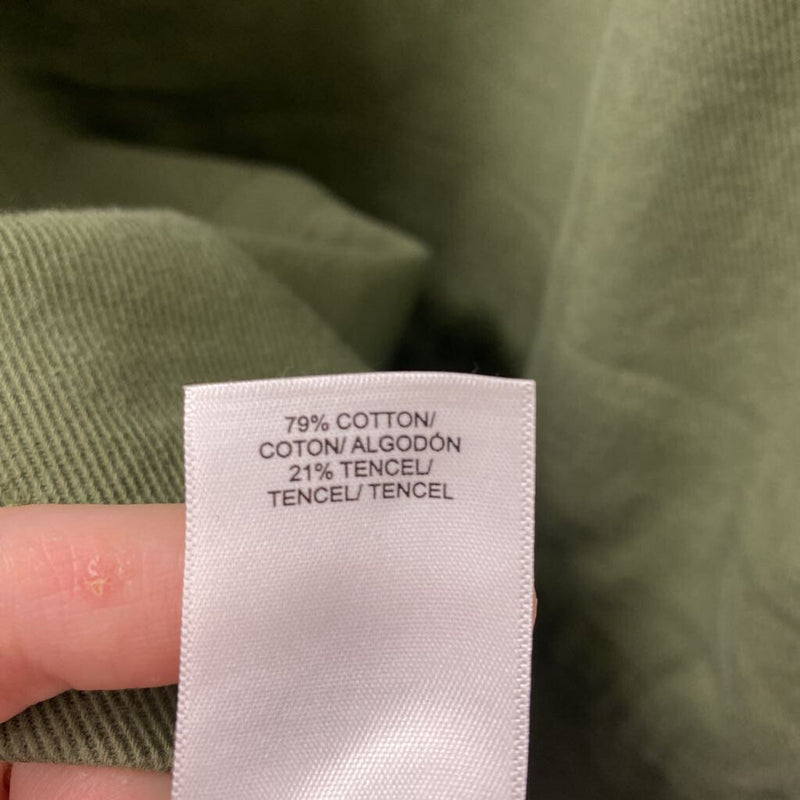 79% COTTON/
COTON/ ALGODÓN
21% TENCEL/
TENCEL/ TENCEL